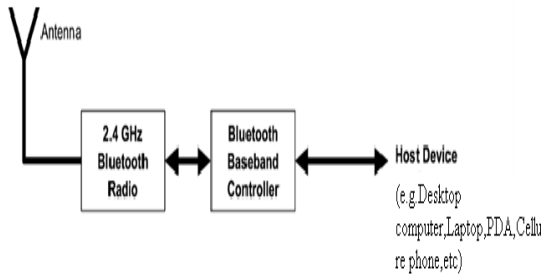 Antenna
2.4 GHz
Bluetooth
Radio
Bluetooth
Baseband
Controller
Host Device
(e.g.Desktop
computer,Laptop,PDA,Cellu
re phone,etc)